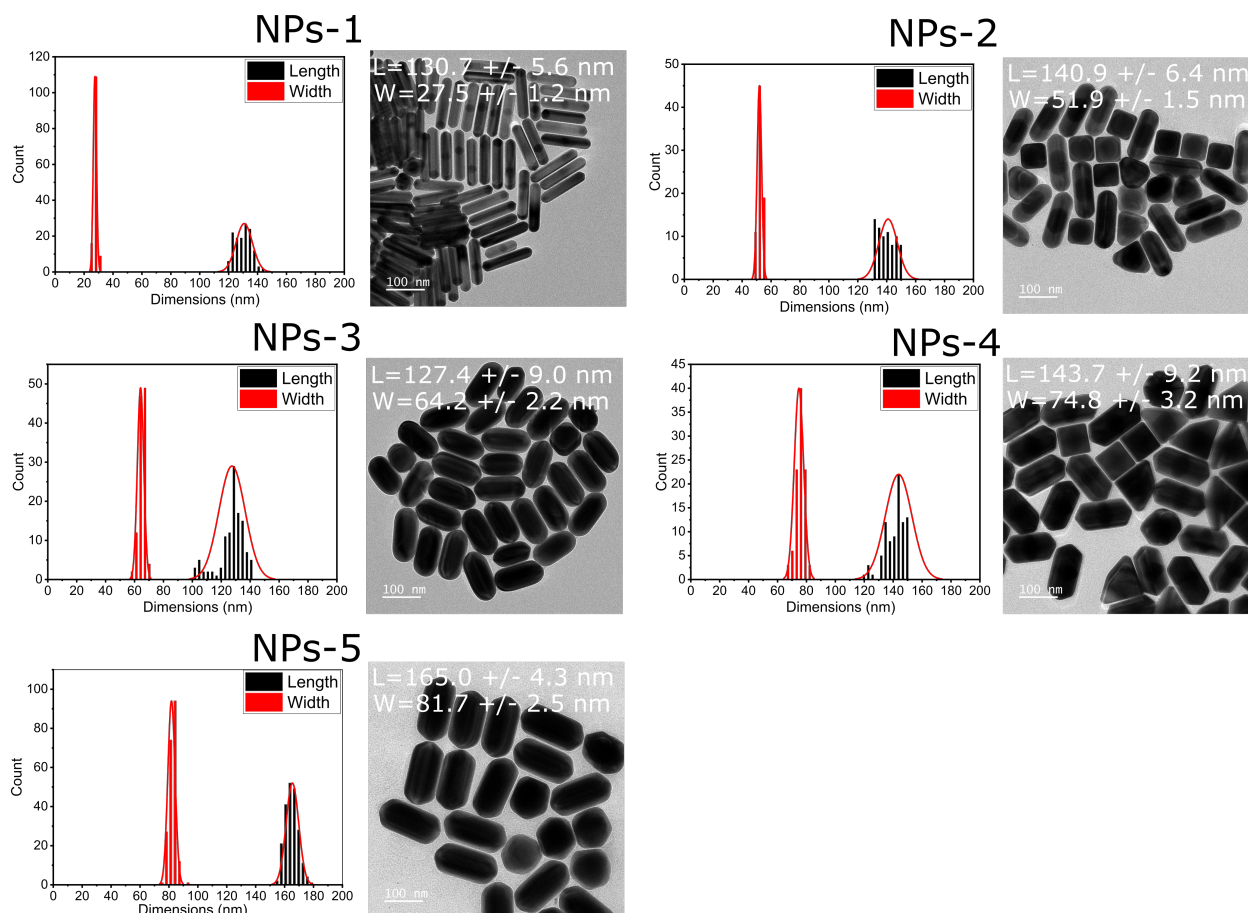 NPs-1
120
100
80
60
40
20
0
Count
0 20 40 60 80 100 120 140 160 180 200
Dimensions (nm)
Length
Width
L=130.7 +/- 5.6 nm
W=27.5 +/- 1.2 nm
100 nm
NPs-2
50
40
30
20
10
0
Count
0 20 40 60 80 100 120 140 160 180 200
Dimensions (nm)
Length
Width
L=140.9 +/- 6.4 nm
W=51.9 +/- 1.5 nm
100 nm
NPs-3
50
40
30
20
10
0
Count
0 20 40 60 80 100 120 140 160 180 200
Dimensions (nm)
Length
Width
L=127.4 +/- 9.0 nm
W=64.2 +/- 2.2 nm
100 nm
NPs-4
45
40
35
30
25
20
15
10
5
0
Count
0 20 40 60 80 100 120 140 160 180 200
Dimensions (nm)
Length
Width
L=143.7 +/- 9.2 nm
W=74.8 +/- 3.2 nm
100 nm
NPs-5
100
80
60
40
20
0
Count
0 20 40 60 80 100 120 140 160 180 200
Dimensions (nm)
Length
Width
L=165.0 +/- 4.3 nm
W=81.7 +/- 2.5 nm
100 nm